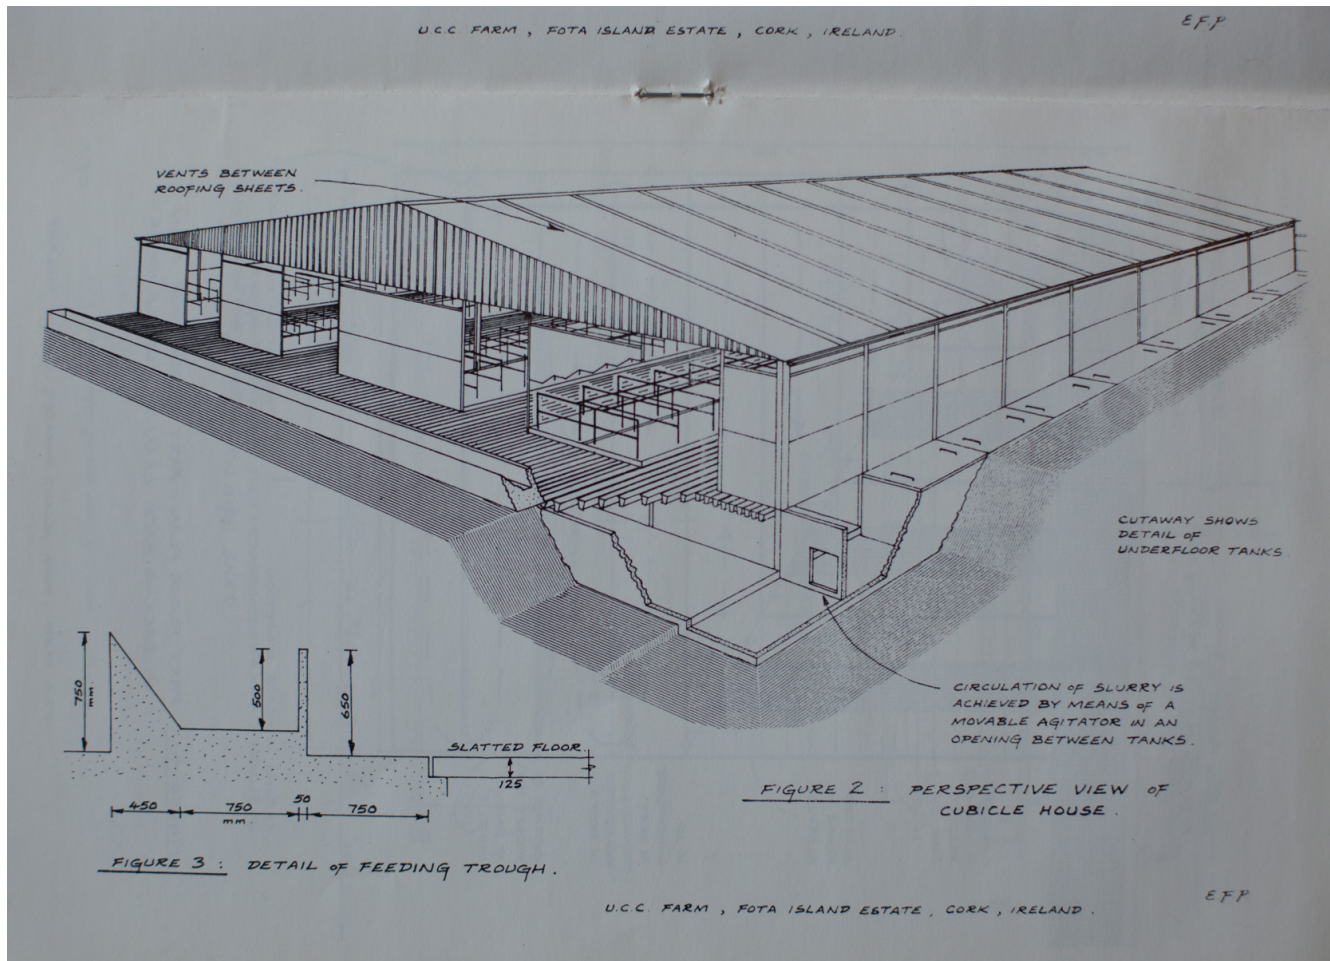 U.C.C. FARM, FOTA ISLAND ESTATE, CORK, IRELAND.
E.F.P.
VENTS BETWEEN
ROOFING SHEETS.
CUTAWAY SHOWS
DETAIL OF
UNDERFLOOR TANKS.
CIRCULATION OF SLURRY IS
ACHIEVED BY MEANS OF A
MOVABLE AGITATOR IN AN
OPENING BETWEEN TANKS.
FIGURE 2 : PERSPECTIVE VIEW OF
CUBICLE HOUSE.
750
mm
500
650
SLATTED FLOOR.
125
450
750
mm.
50
750
FIGURE 3 : DETAIL OF FEEDING TROUGH.
E.F.P.
U.C.C. FARM, FOTA ISLAND ESTATE, CORK, IRELAND.